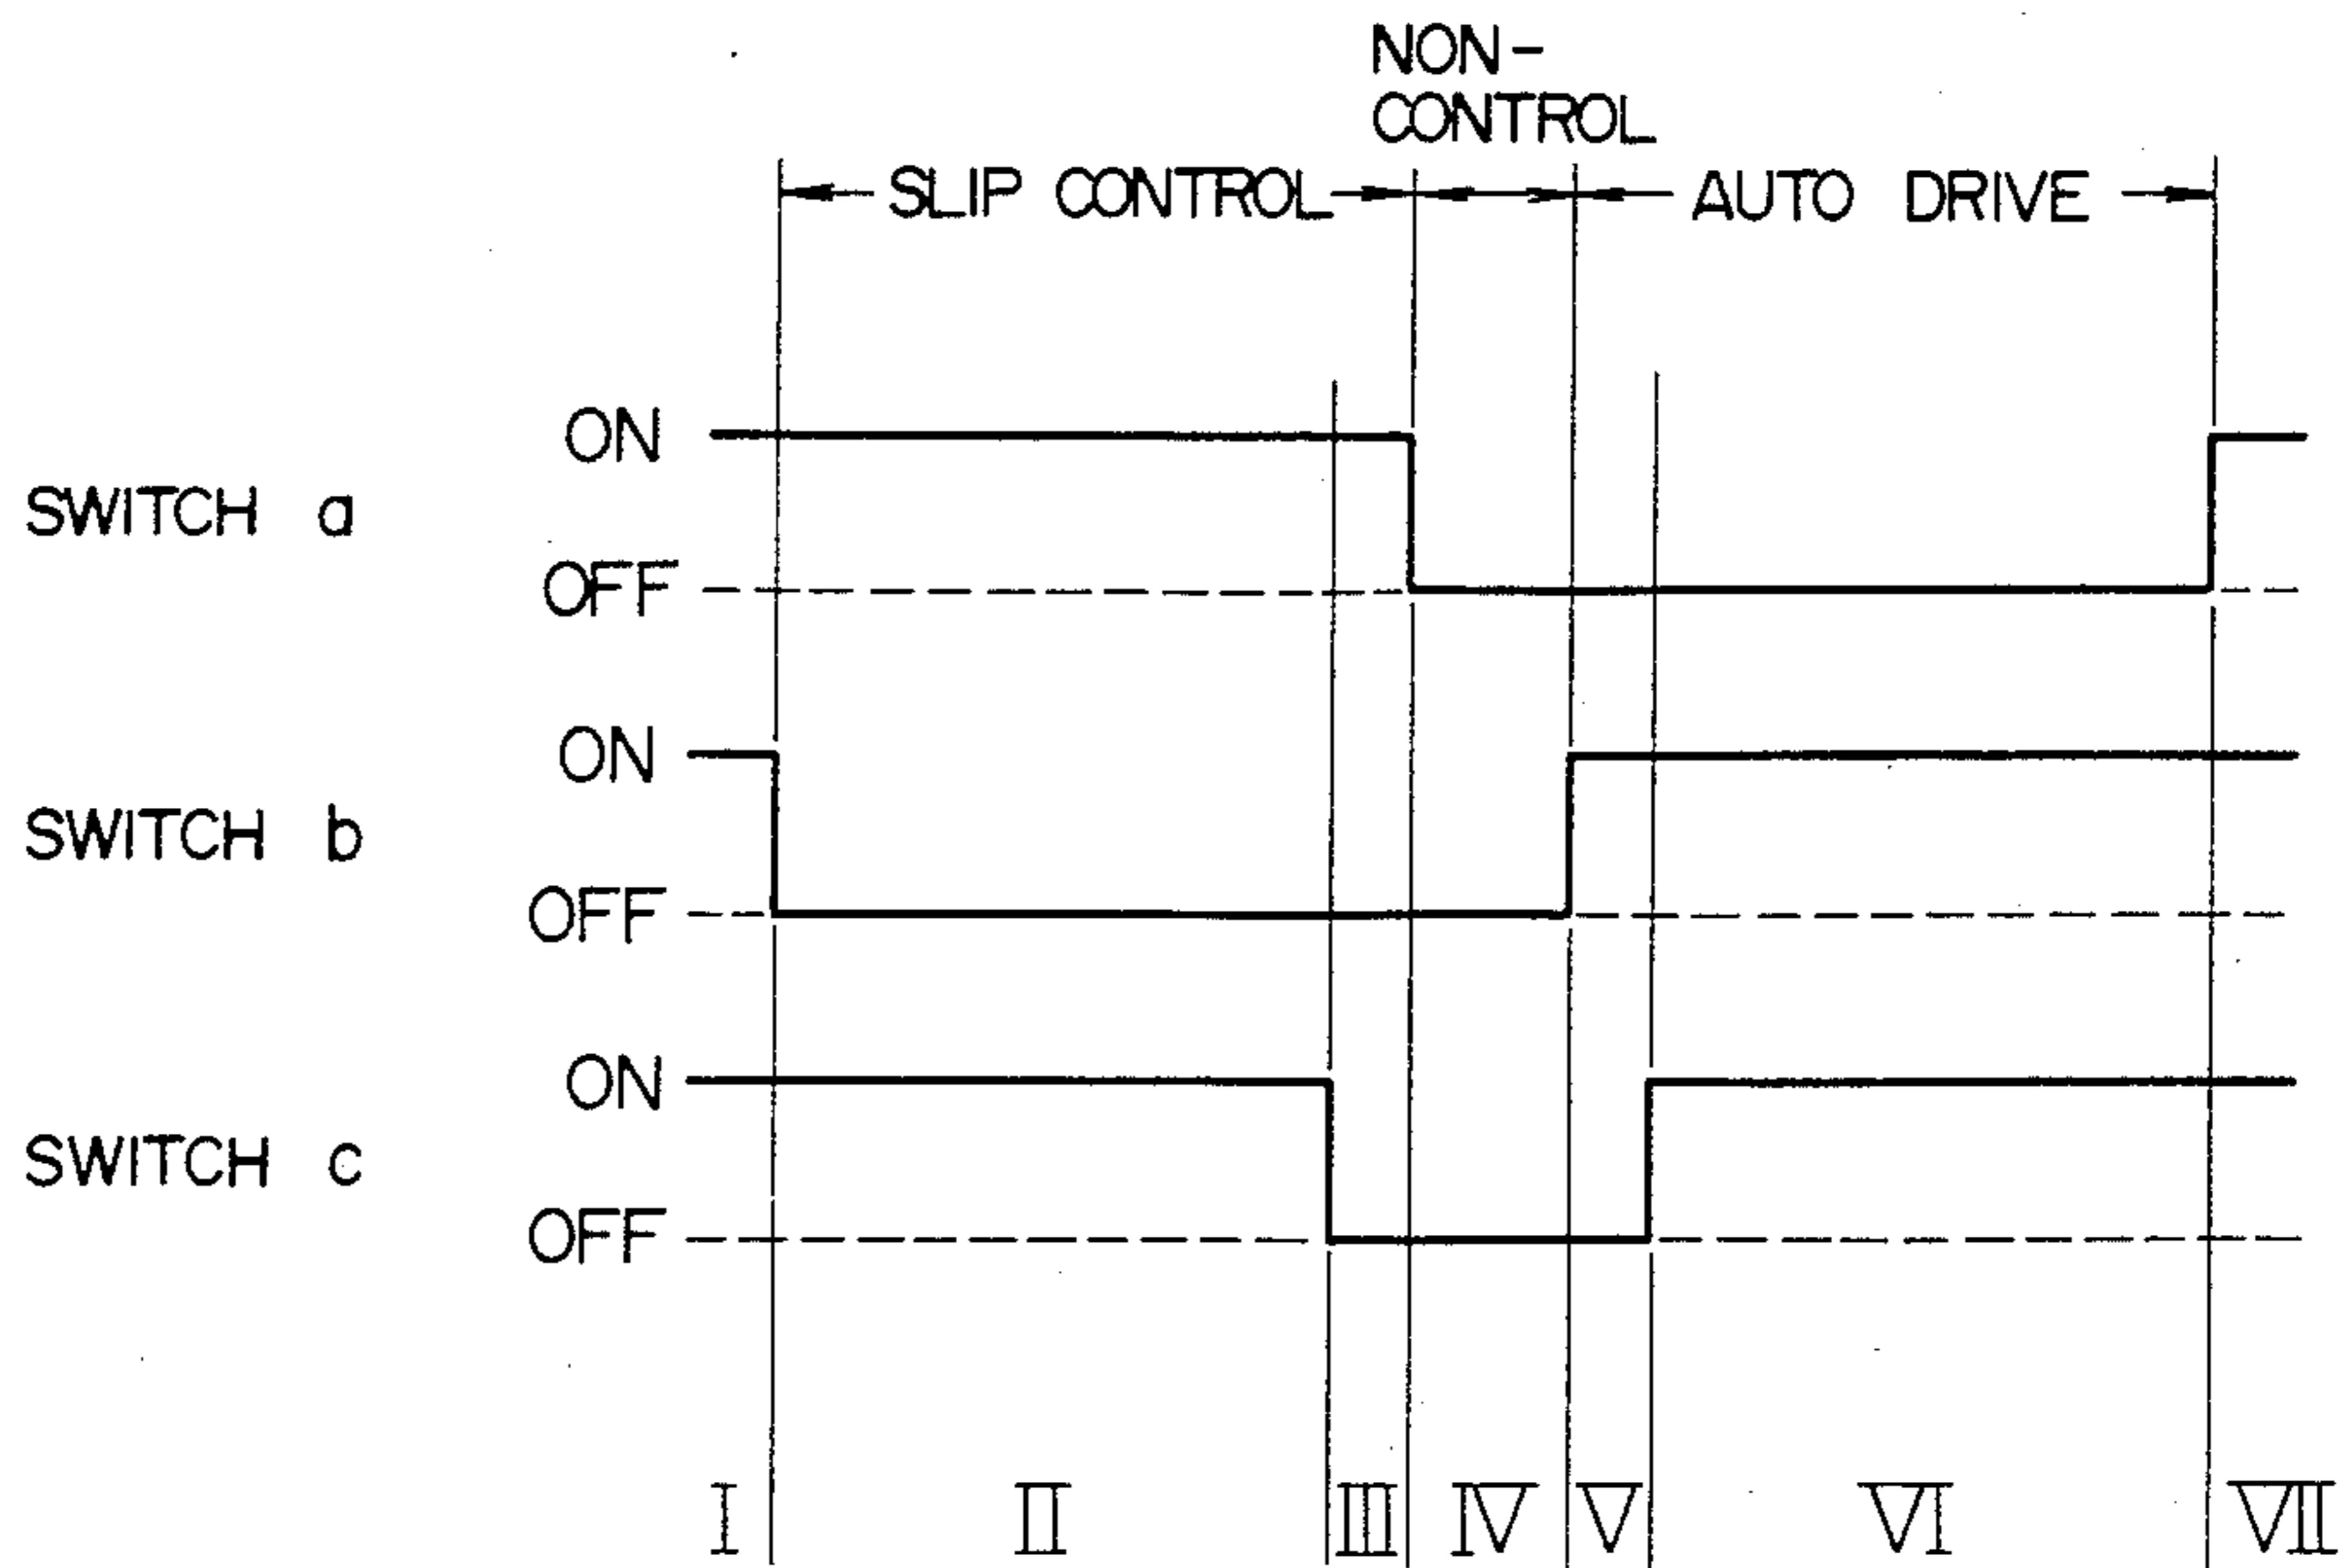 NON-
CONTROL
SLIP CONTROL
AUTO DRIVE
ON
SWITCH a
OFF
ON
SWITCH b
OFF
ON
SWITCH c
OFF
I II III IV V VI VII